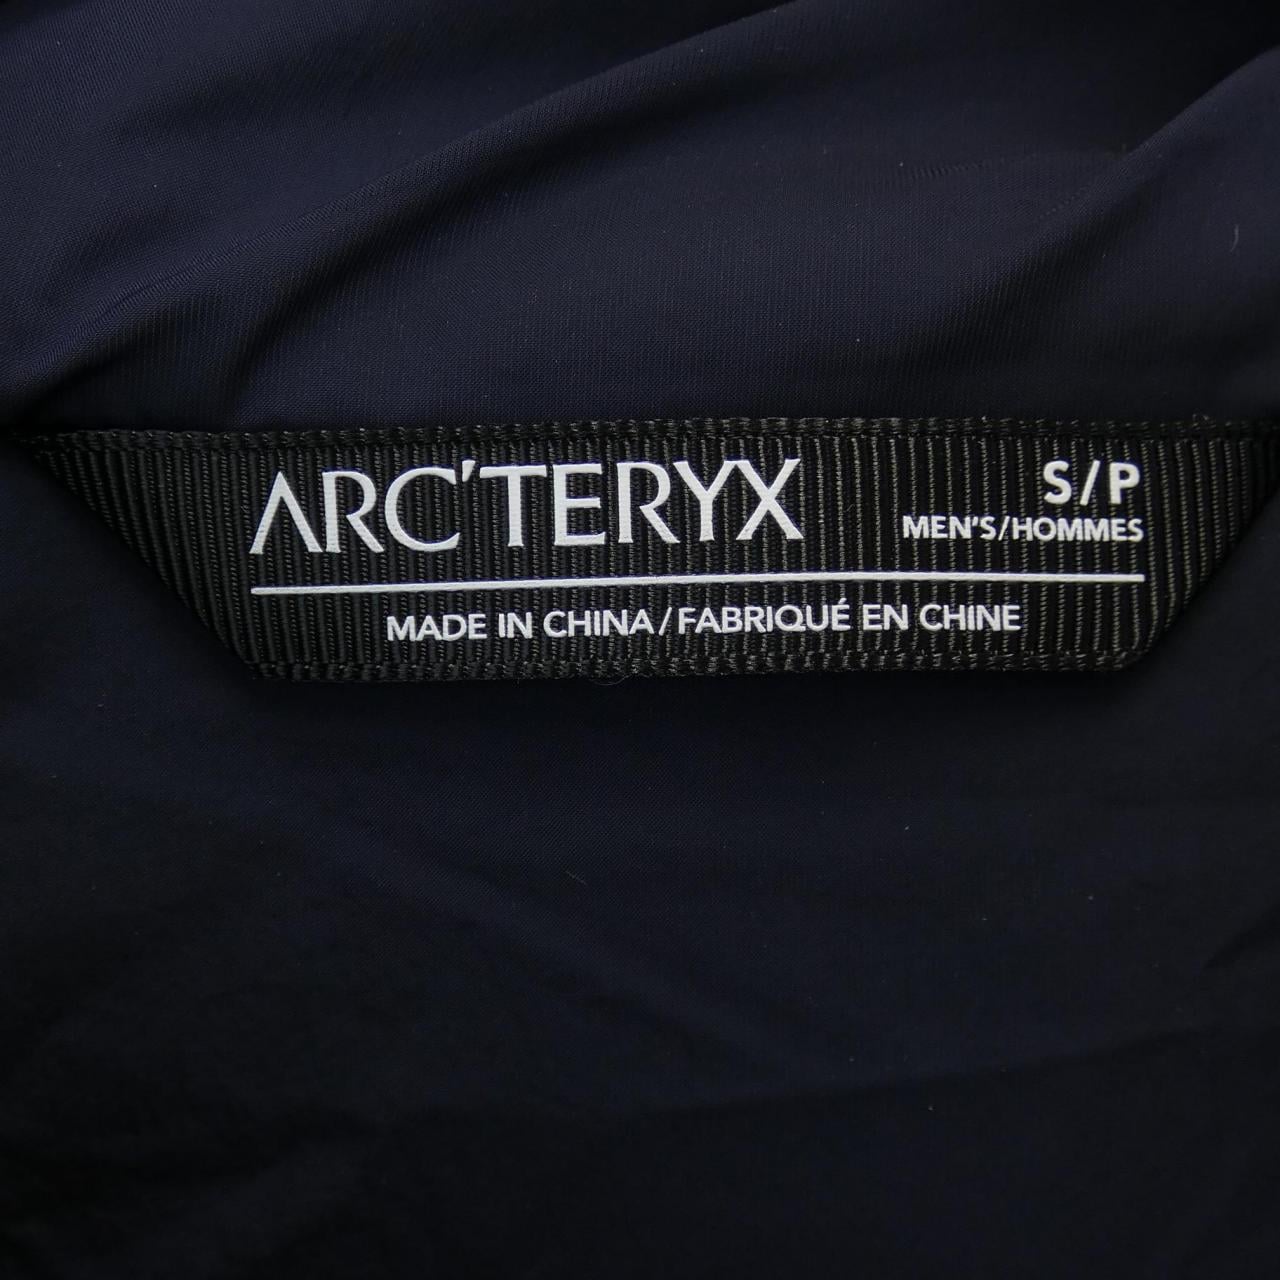 ARC'TERYX
S/P
MEN'S/HOMMES
MADE IN CHINA/FABRIQUÉ EN CHINE